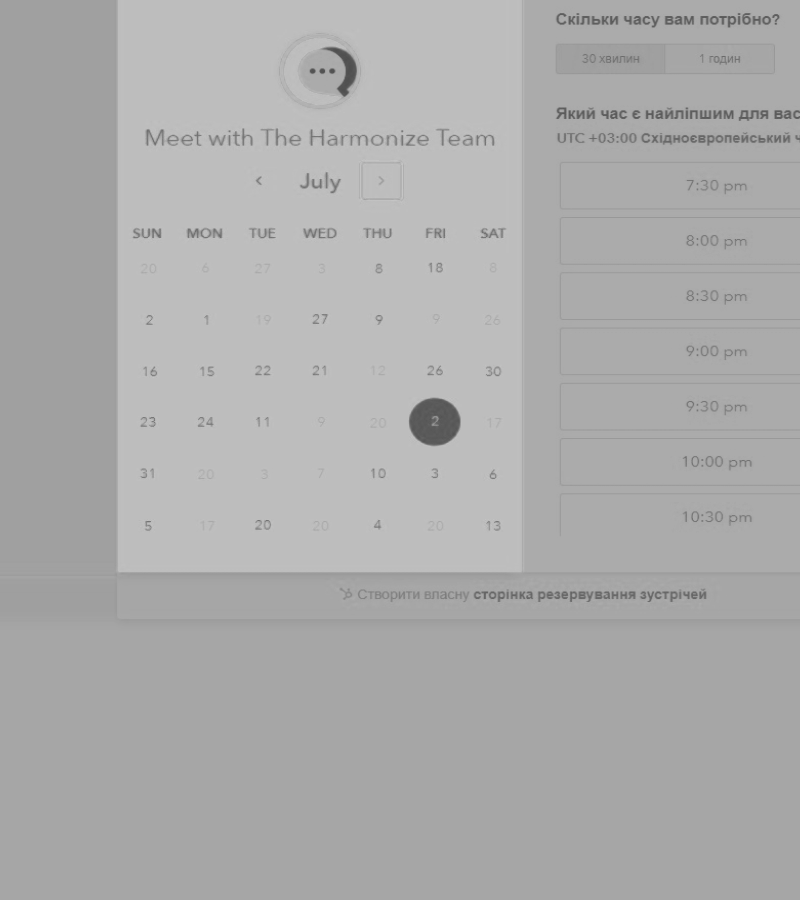 Meet with The Harmonize Team
July
SUN MON TUE WED THU FRI SAT
20 6 27 3 8 18 8
2 1 19 27 9 9 26
16 15 22 21 12 26 30
23 24 11 9 20 2 17
31 20 3 7 10 3 6
5 17 20 20 4 20 13
Скільки часу вам потрібно?
30 хвилин 1 годин
Який час є найліпшим для вас
UTC +03:00 Східноєвропейський ч
7:30 pm
8:00 pm
8:30 pm
9:00 pm
9:30 pm
10:00 pm
10:30 pm
Створити власну сторінка резервування зустрічей